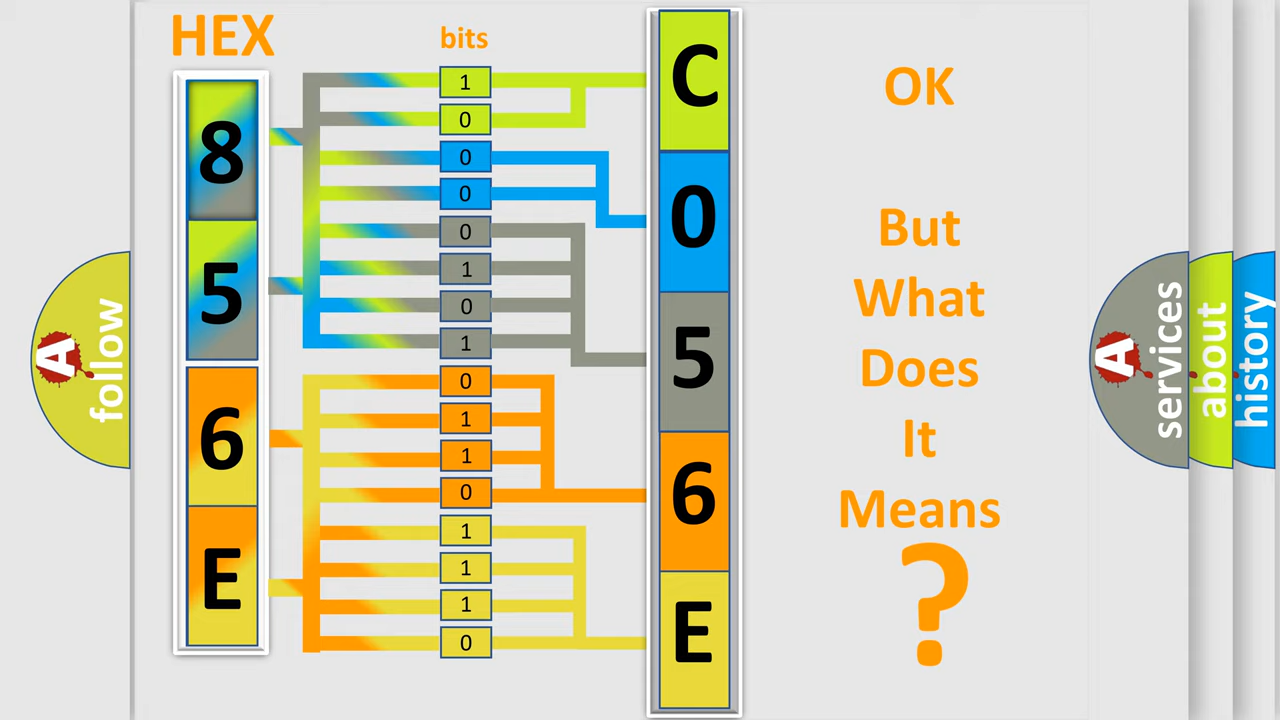 HEX
bits
8
5
6
E
1
0
0
0
0
1
0
1
0
1
1
0
1
1
1
0
C
0
5
6
E
OK
But
What
Does
It
Means
?
A
follow
A
services
about
history